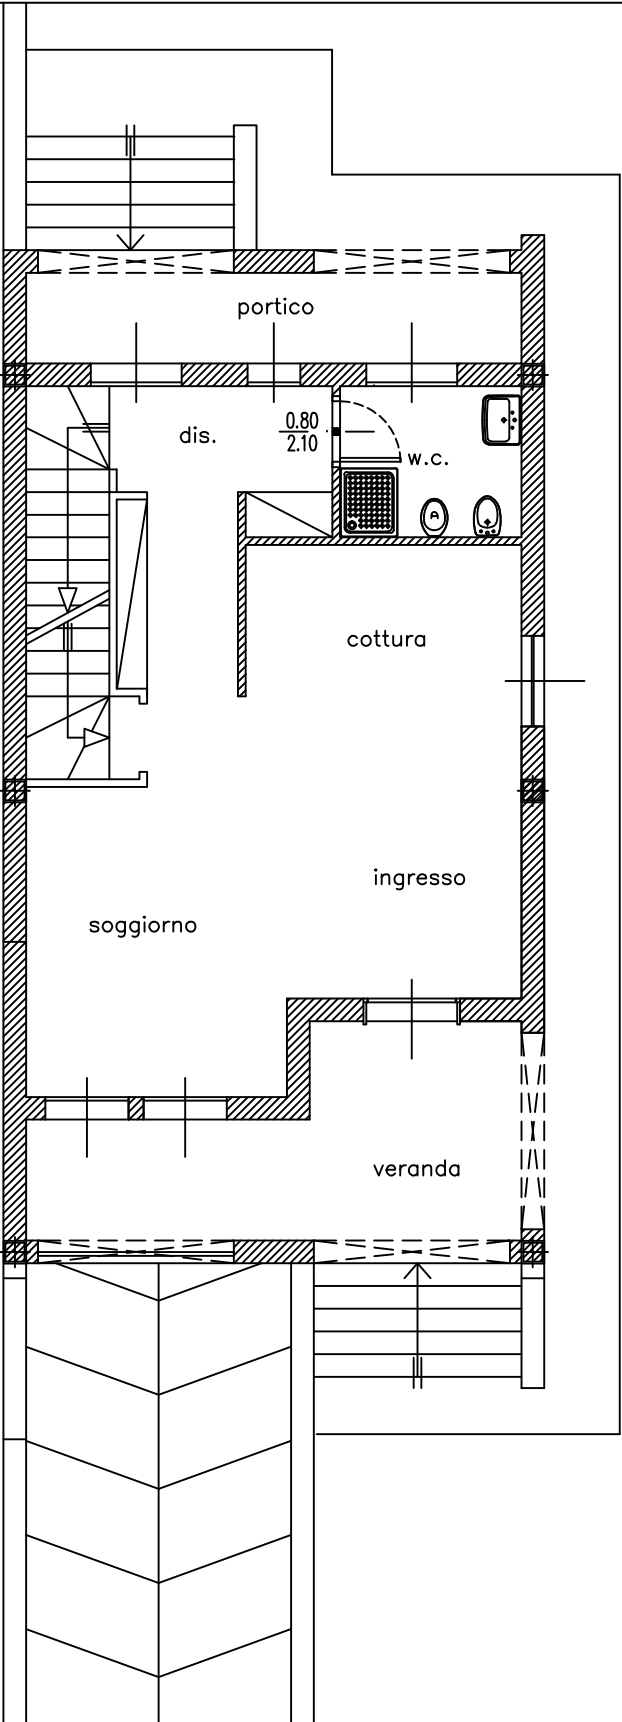 portico
dis.
0.80
2.10
w.c.
A
cottura
ingresso
soggiorno
veranda